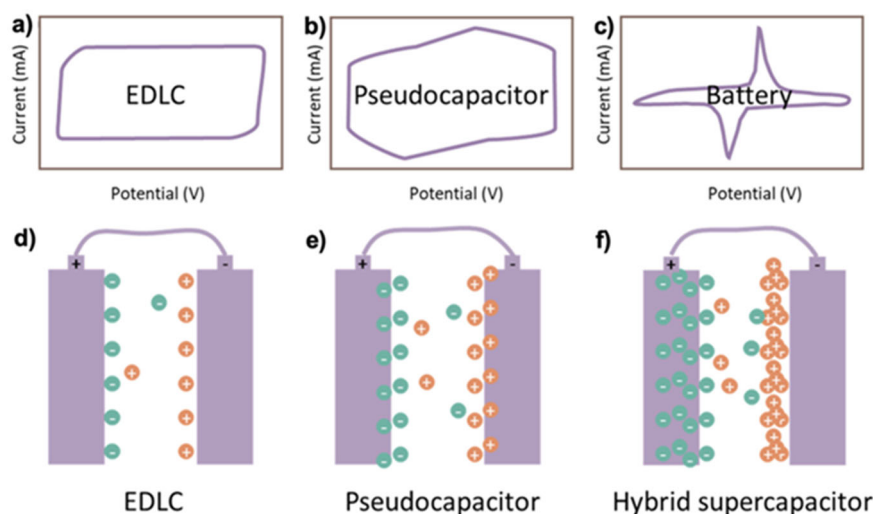 a)
Current (mA)
EDLC
Potential (V)
b)
Current (mA)
Pseudocapacitor
Potential (V)
c)
Current (mA)
Battery
Potential (V)
d)
+
-
EDLC
e)
+
-
Pseudocapacitor
f)
+
-
Hybrid supercapacitor